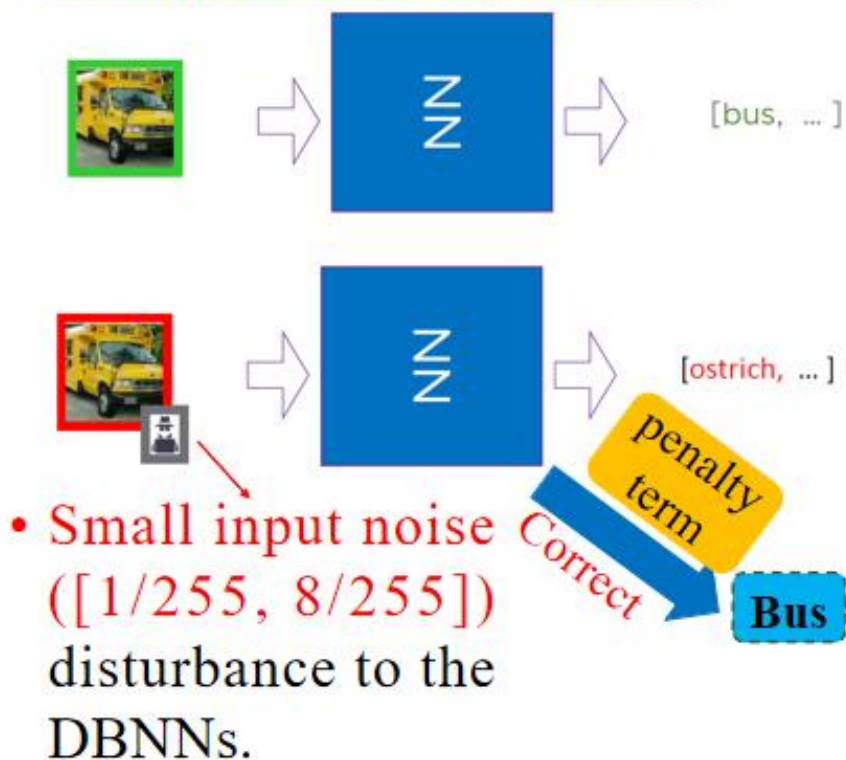 NN
[bus, ... ]
NN
[ostrich, ... ]
penalty
term
Correct
Bus
• Small input noise
([1/255, 8/255])
disturbance to the
DBNNs.